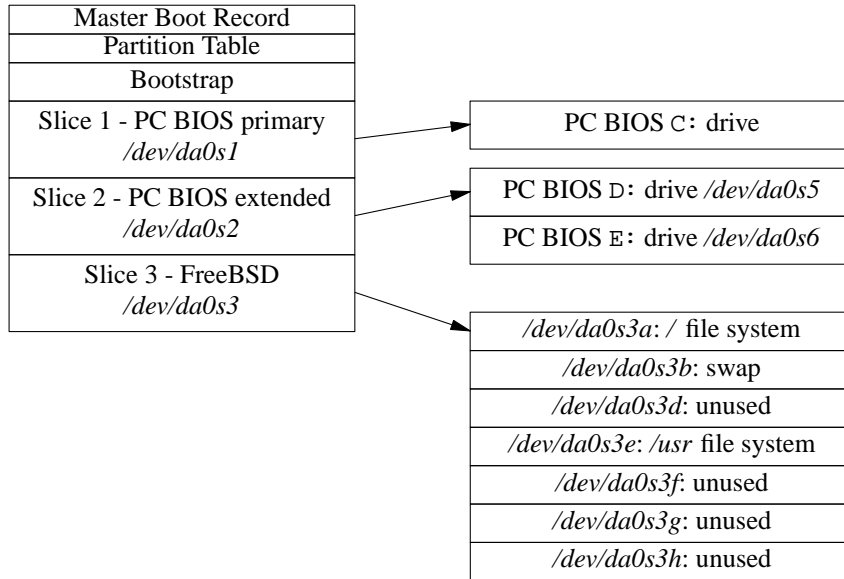 Master Boot Record
Partition Table
Bootstrap
Slice 1 - PC BIOS primary
/dev/da0s1
Slice 2 - PC BIOS extended
/dev/da0s2
Slice 3 - FreeBSD
/dev/da0s3
PC BIOS C: drive
PC BIOS D: drive /dev/da0s5
PC BIOS E: drive /dev/da0s6
/dev/da0s3a: / file system
/dev/da0s3b: swap
/dev/da0s3d: unused
/dev/da0s3e: /usr file system
/dev/da0s3f: unused
/dev/da0s3g: unused
/dev/da0s3h: unused